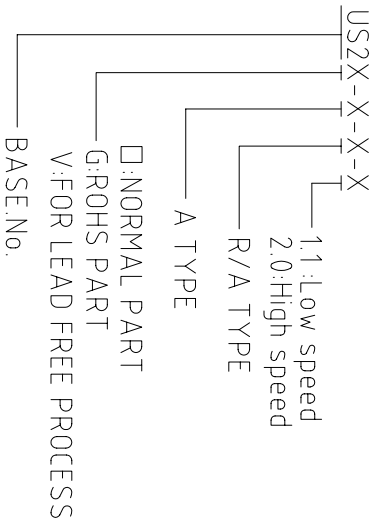 US2X-X-X-X
1.1:Low speed
2.0:High speed
R/A TYPE
A TYPE
□:NORMAL PART
G:ROHS PART
V:FOR LEAD FREE PROCESS
BASE.No.